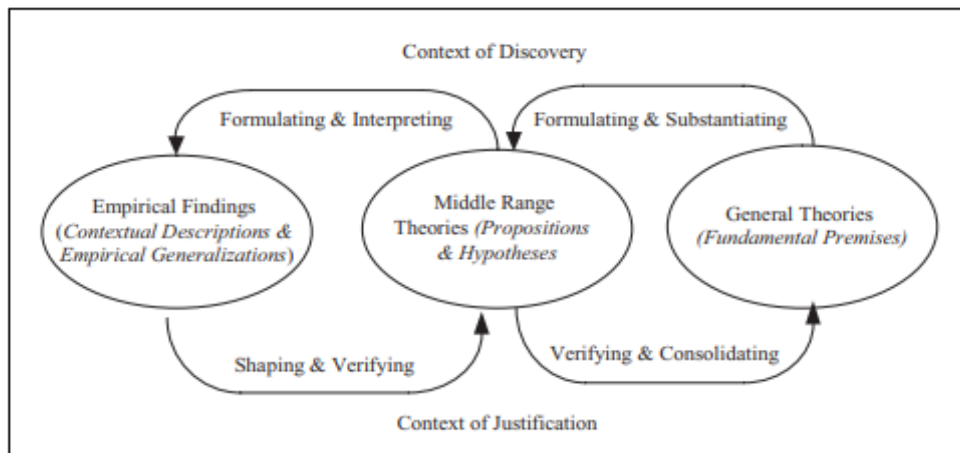 Context of Discovery
Formulating & Interpreting
Formulating & Substantiating
Empirical Findings
(Contextual Descriptions &
Empirical Generalizations)
Middle Range
Theories (Propositions
& Hypotheses
General Theories
(Fundamental Premises)
Shaping & Verifying
Verifying & Consolidating
Context of Justification